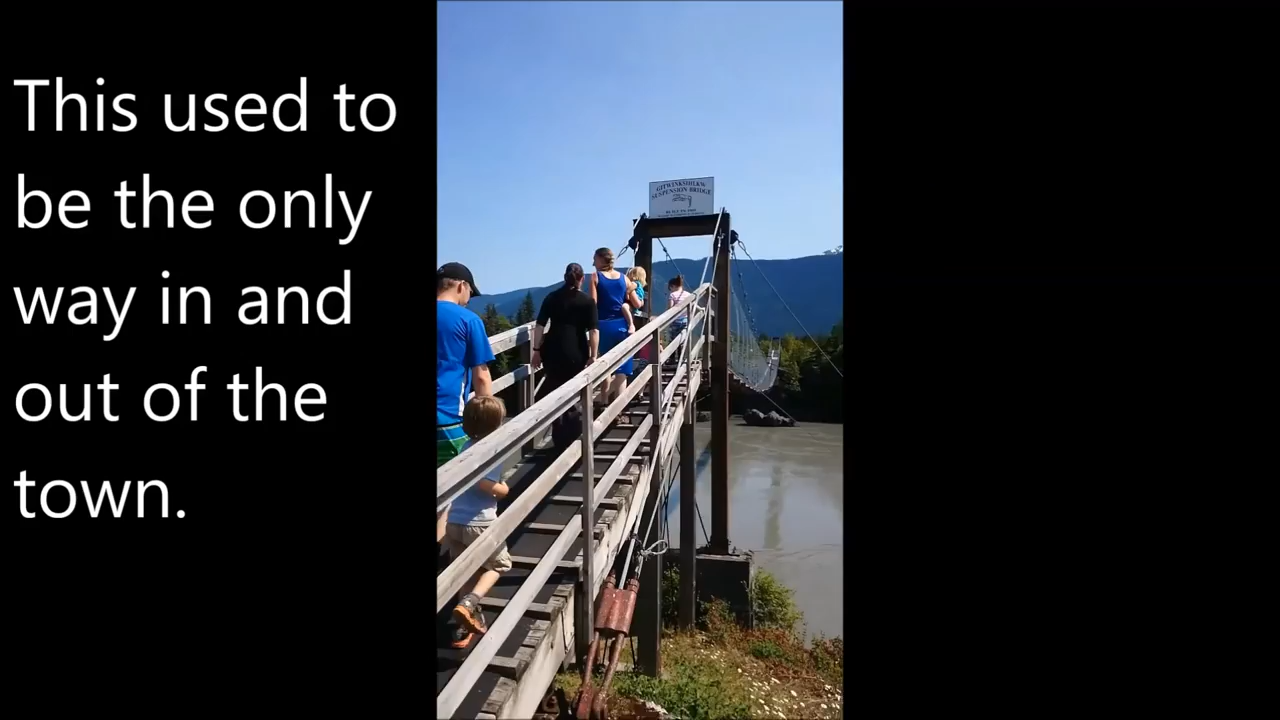 This used to
be the only
way in and
out of the
town.
GITWINKSIHLKW
SUSPENSION BRIDGE